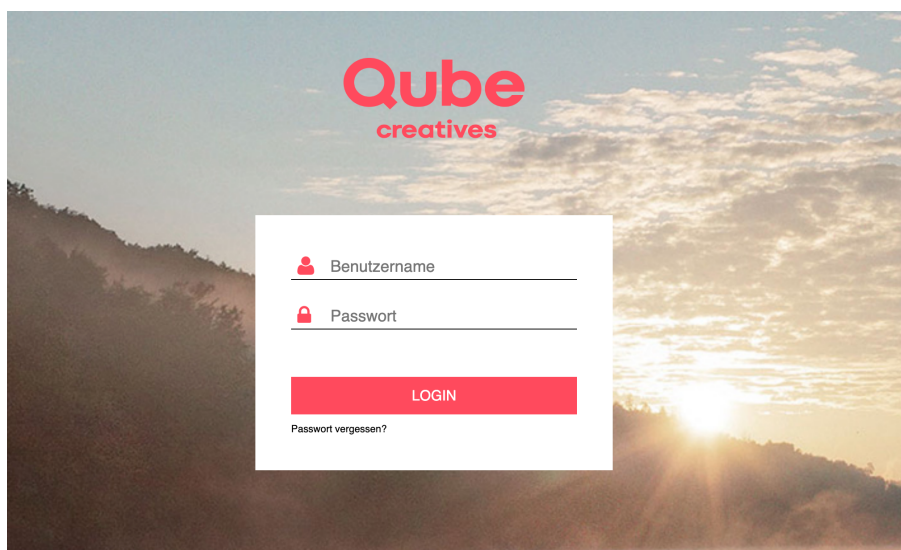 Qube
creatives
Benutzername
Passwort
LOGIN
Passwort vergessen?